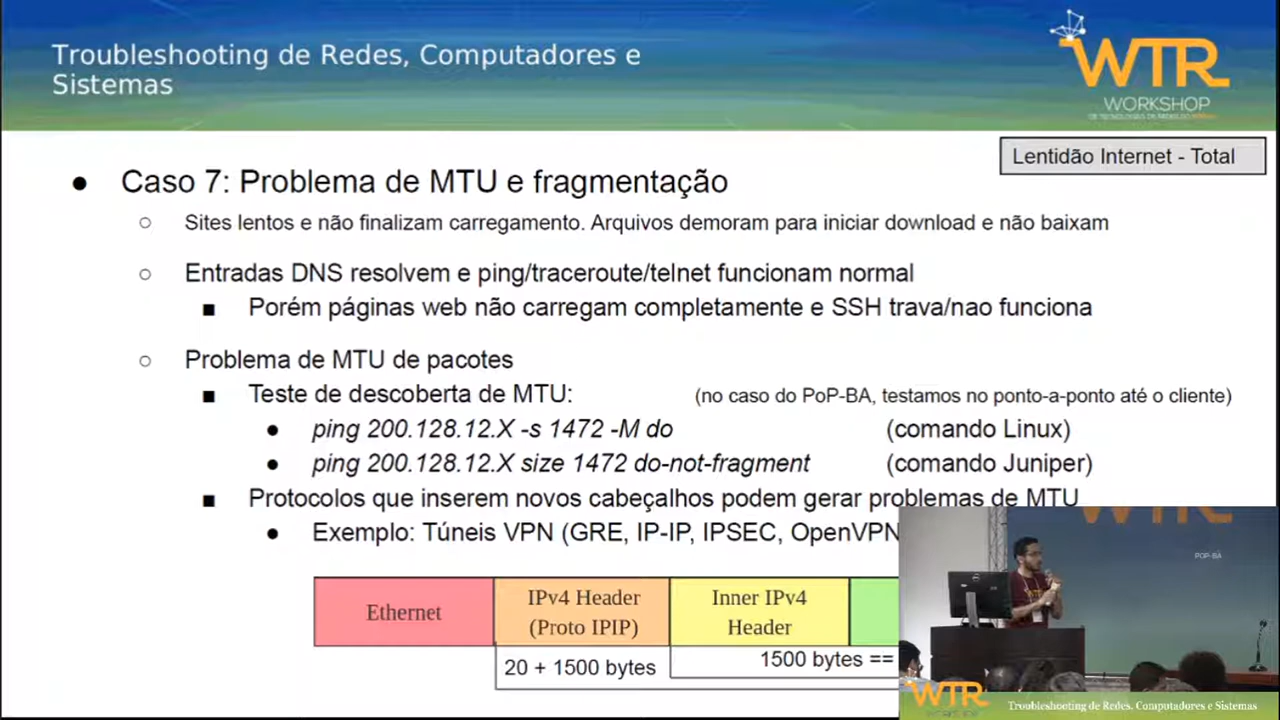 Troubleshooting de Redes, Computadores e
Sistemas
WTR
WORKSHOP
Lentidão Internet - Total
● Caso 7: Problema de MTU e fragmentação
○ Sites lentos e não finalizam carregamento. Arquivos demoram para iniciar download e não baixam
○ Entradas DNS resolvem e ping/traceroute/telnet funcionam normal
■ Porém páginas web não carregam completamente e SSH trava/nao funciona
○ Problema de MTU de pacotes
■ Teste de descoberta de MTU: (no caso do PoP-BA, testamos no ponto-a-ponto até o cliente)
● ping 200.128.12.X -s 1472 -M do (comando Linux)
● ping 200.128.12.X size 1472 do-not-fragment (comando Juniper)
■ Protocolos que inserem novos cabeçalhos podem gerar problemas de MTU
● Exemplo: Túneis VPN (GRE, IP-IP, IPSEC, OpenVPN
Ethernet
IPv4 Header
(Proto IPIP)
Inner IPv4
Header
20 + 1500 bytes
1500 bytes ==
WTR
POP-BA
WTR
Troubleshooting de Redes, Computadores e Sistemas